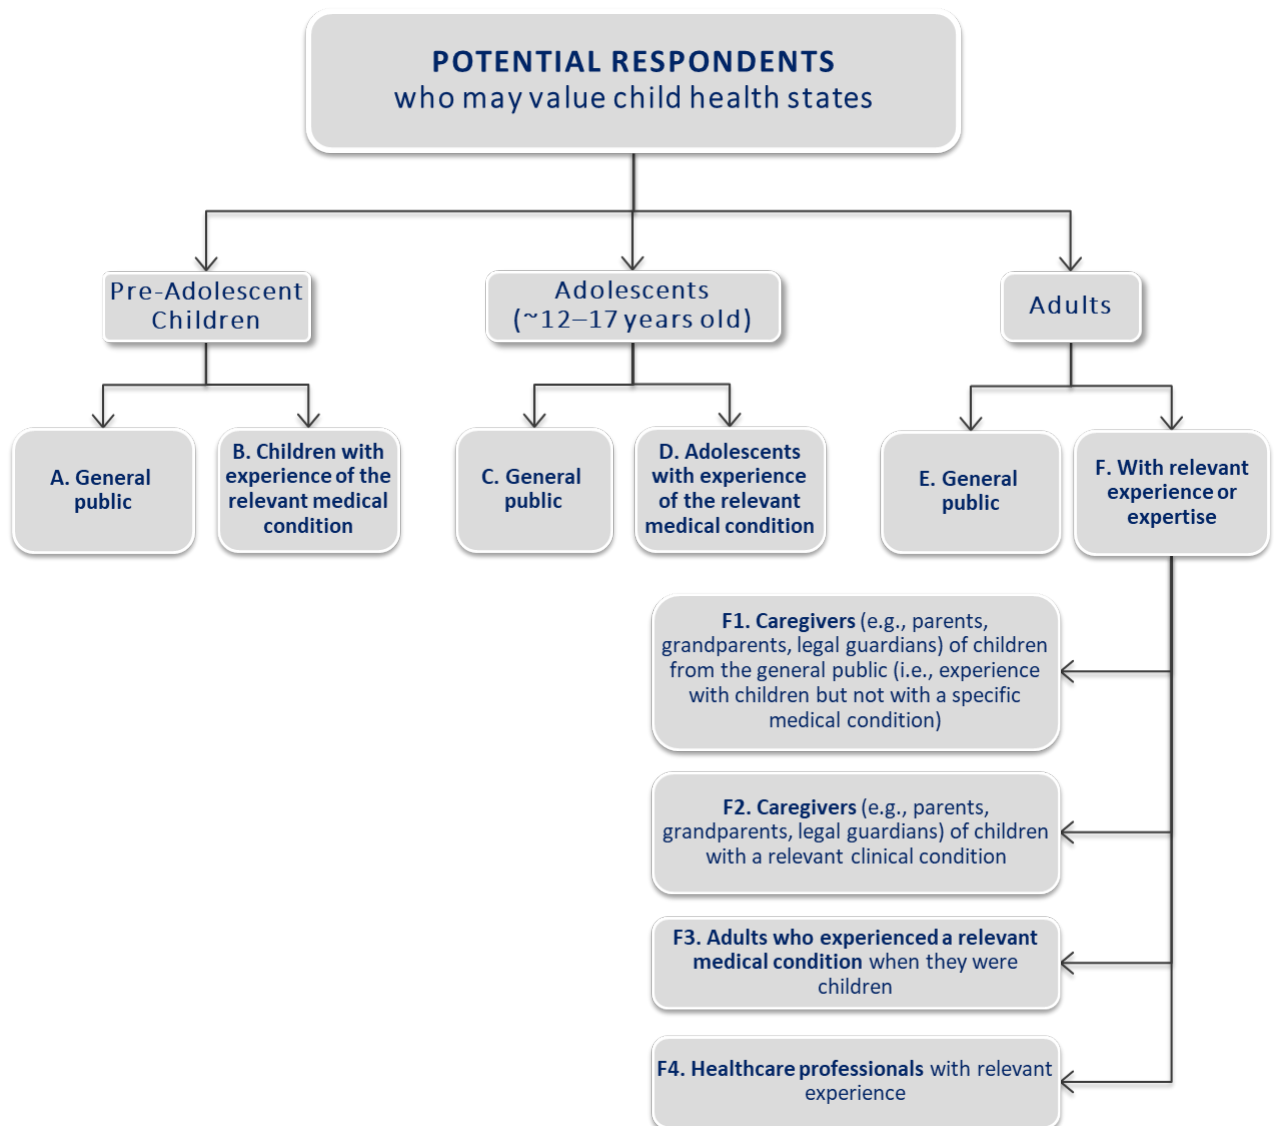 POTENTIAL RESPONDENTS
who may value child health states
Pre-Adolescent
Children
Adolescents
(~12–17 years old)
Adults
A. General
public
B. Children with
experience of the
relevant medical
condition
C. General
public
D. Adolescents
with experience
of the relevant
medical condition
E. General
public
F. With relevant
experience or
expertise
F1. Caregivers (e.g., parents,
grandparents, legal guardians) of children
from the general public (i.e., experience
with children but not with a specific
medical condition)
F2. Caregivers (e.g., parents,
grandparents, legal guardians) of children
with a relevant clinical condition
F3. Adults who experienced a relevant
medical condition when they were
children
F4. Healthcare professionals with relevant
experience